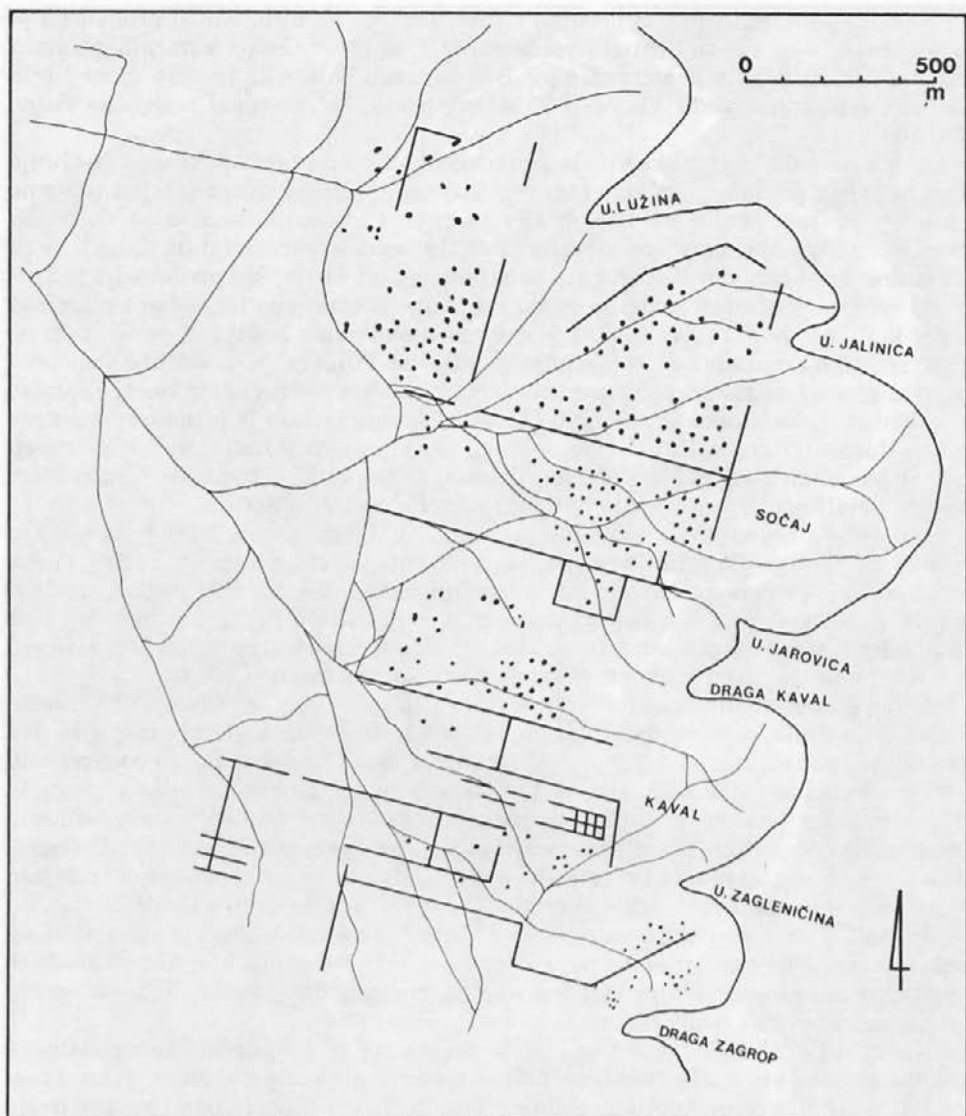 0 500
m
U. LUŽINA
U. JALINICA
SOČAJ
U. JAROVICA
DRAGA KAVAL
KAVAL
U. ZAGLENIČINA
DRAGA ZAGROP